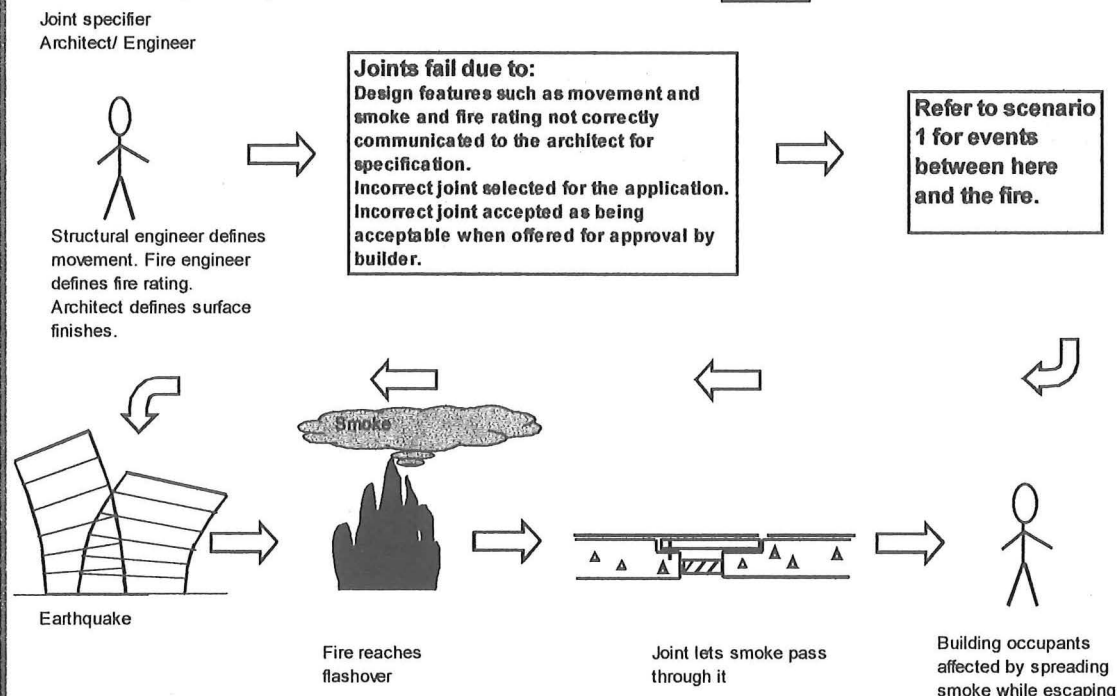 Joint specifier
Architect/ Engineer
Joints fail due to:
Design features such as movement and
smoke and fire rating not correctly
communicated to the architect for
specification.
Incorrect joint selected for the application.
Incorrect joint accepted as being
acceptable when offered for approval by
builder.
Refer to scenario
1 for events
between here
and the fire.
Structural engineer defines
movement. Fire engineer
defines fire rating.
Architect defines surface
finishes.
Smoke
Earthquake
Fire reaches
flashover
Joint lets smoke pass
through it
Building occupants
affected by spreading
smoke while escaping